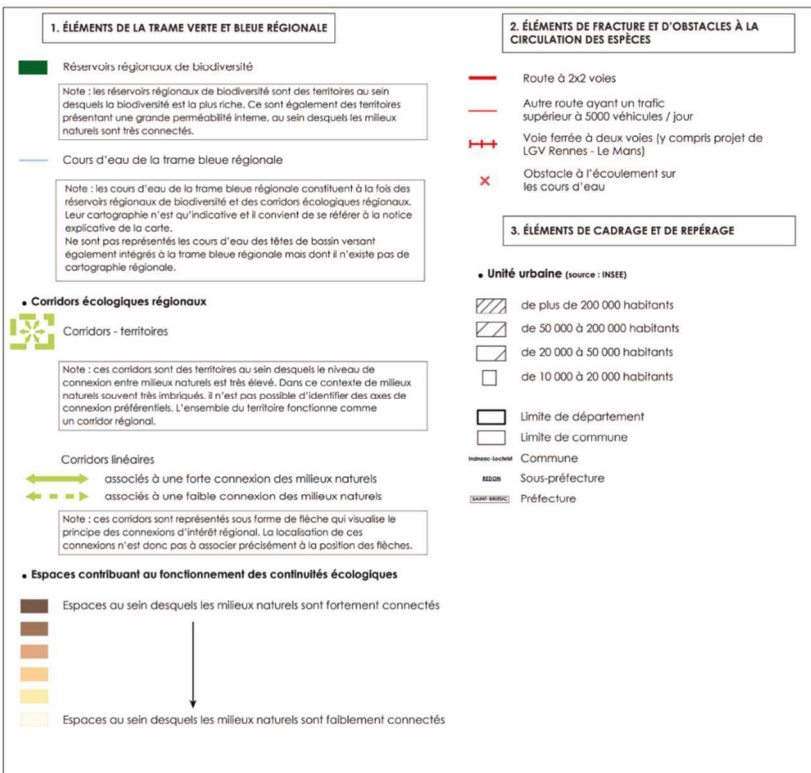 1. ÉLÉMENTS DE LA TRAME VERTE ET BLEUE RÉGIONALE
Réservoirs régionaux de biodiversité
Note : les réservoirs régionaux de biodiversité sont des territoires au sein
desquels la biodiversité est la plus riche. Ce sont également des territoires
présentant une grande perméabilité interne, au sein desquels les milieux
naturels sont très connectés.
Cours d'eau de la trame bleue régionale
Note : les cours d'eau de la trame bleue régionale constituent à la fois des
réservoirs régionaux de biodiversité et des corridors écologiques régionaux.
Leur cartographie n'est qu'indicative et il convient de se référer à la notice
explicative de la carte.
Ne sont pas représentés les cours d'eau des têtes de bassin versant
également intégrés à la trame bleue régionale mais dont il n'existe pas de
cartographie régionale.
• Corridors écologiques régionaux
Corridors - territoires
Note : ces corridors sont des territoires au sein desquels le niveau de
connexion entre milieux naturels est très élevé. Dans ce contexte de milieux
naturels souvent très imbriqués, il n'est pas possible d'identifier des axes de
connexion préférentiels. L'ensemble du territoire fonctionne comme
un corridor régional.
Corridors linéaires
associés à une forte connexion des milieux naturels
associés à une faible connexion des milieux naturels
Note : ces corridors sont représentés sous forme de flèche qui visualise le
principe des connexions d'intérêt régional. La localisation de ces
connexions n'est donc pas à associer précisément à la position des flèches.
• Espaces contribuant au fonctionnement des continuités écologiques
Espaces au sein desquels les milieux naturels sont fortement connectés
Espaces au sein desquels les milieux naturels sont faiblement connectés
2. ÉLÉMENTS DE FRACTURE ET D'OBSTACLES À LA
CIRCULATION DES ESPÈCES
Route à 2x2 voies
Autre route ayant un trafic
supérieur à 5000 véhicules / jour
Voie ferrée à deux voies (y compris projet de
LGV Rennes - Le Mans)
Obstacle à l'écoulement sur
les cours d'eau
3. ÉLÉMENTS DE CADRAGE ET DE REPÉRAGE
• Unité urbaine (source : INSEE)
de plus de 200 000 habitants
de 50 000 à 200 000 habitants
de 20 000 à 50 000 habitants
de 10 000 à 20 000 habitants
Limite de département
Limite de commune
Inzinzac-Lochrist Commune
REDON Sous-préfecture
SAINT-BRIEUC Préfecture